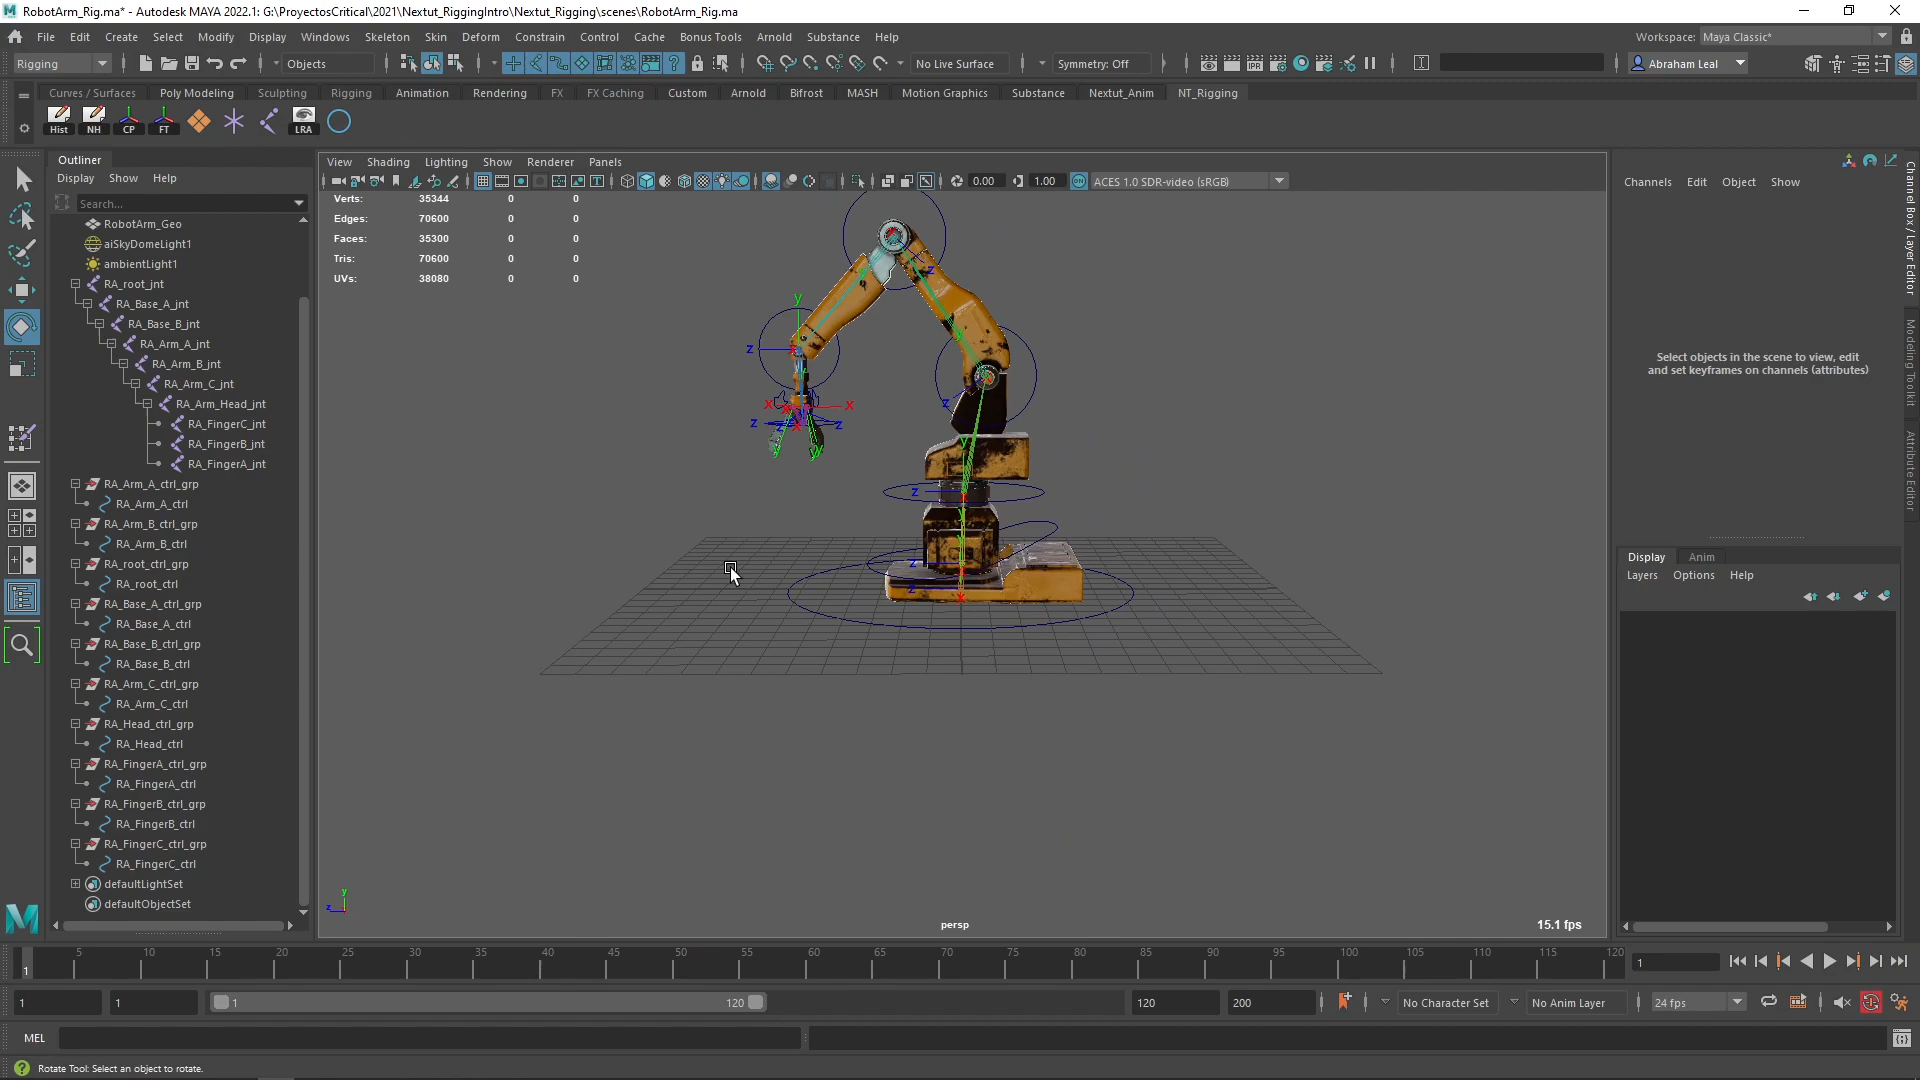 RobotArm_Rig.ma* - Autodesk MAYA 2022.1: G:\ProyectosCritical\2021\Nextut_RiggingIntro\Nextut_Rigging\scenes\RobotArm_Rig.ma
File Edit Create Select Modify Display Windows Skeleton Skin Deform Constrain Control Cache Bonus Tools Arnold Substance Help
Workspace: Maya Classic*
Rigging Objects No Live Surface Symmetry: Off Abraham Leal
Curves / Surfaces Poly Modeling Sculpting Rigging Animation Rendering FX FX Caching Custom Arnold Bifrost MASH Motion Graphics Substance Nextut_Anim NT_Rigging
Hist NH CP FT LRA
Outliner
Display Show Help
Search...
RobotArm_Geo
aiSkyDomeLight1
ambientLight1
RA_root_jnt
RA_Base_A_jnt
RA_Base_B_jnt
RA_Arm_A_jnt
RA_Arm_B_jnt
RA_Arm_C_jnt
RA_Arm_Head_jnt
RA_FingerC_jnt
RA_FingerB_jnt
RA_FingerA_jnt
RA_Arm_A_ctrl_grp
RA_Arm_A_ctrl
RA_Arm_B_ctrl_grp
RA_Arm_B_ctrl
RA_root_ctrl_grp
RA_root_ctrl
RA_Base_A_ctrl_grp
RA_Base_A_ctrl
RA_Base_B_ctrl_grp
RA_Base_B_ctrl
RA_Arm_C_ctrl_grp
RA_Arm_C_ctrl
RA_Head_ctrl_grp
RA_Head_ctrl
RA_FingerA_ctrl_grp
RA_FingerA_ctrl
RA_FingerB_ctrl_grp
RA_FingerB_ctrl
RA_FingerC_ctrl_grp
RA_FingerC_ctrl
defaultLightSet
defaultObjectSet
View Shading Lighting Show Renderer Panels
0.00 1.00 ON ACES 1.0 SDR-video (sRGB)
Verts: 35344 0 0
Edges: 70600 0 0
Faces: 35300 0 0
Tris: 70600 0 0
UVs: 38080 0 0
persp
15.1 fps
Channels Edit Object Show
Select objects in the scene to view, edit
and set keyframes on channels (attributes)
Channel Box / Layer Editor
Modeling Toolkit
Attribute Editor
Display Anim
Layers Options Help
5 10 15 20 25 30 35 40 45 50 55 60 65 70 75 80 85 90 95 100 105 110 115 120
1
1
1 1 1 120 120 200 No Character Set No Anim Layer 24 fps
MEL
Rotate Tool: Select an object to rotate.